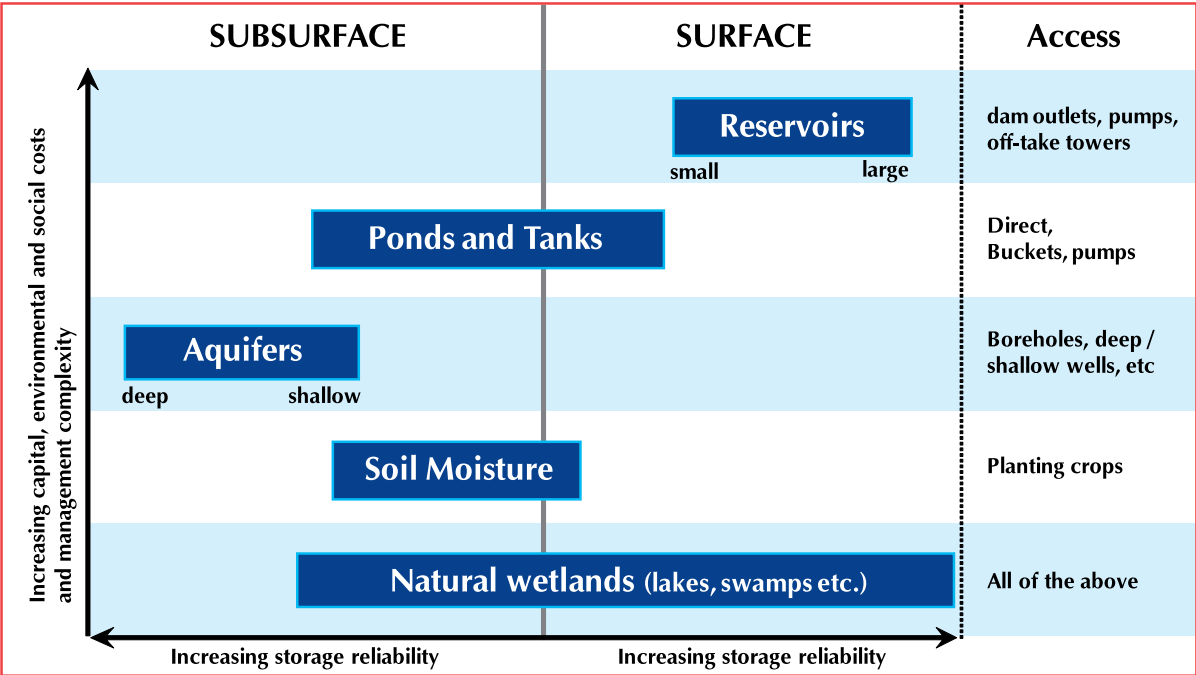 SUBSURFACE
SURFACE
Access
Increasing capital, environmental and social costs
and management complexity
Reservoirs
small
large
dam outlets, pumps,
off-take towers
Ponds and Tanks
Direct,
Buckets, pumps
Aquifers
deep
shallow
Boreholes, deep /
shallow wells, etc
Soil Moisture
Planting crops
Natural wetlands (lakes, swamps etc.)
All of the above
Increasing storage reliability
Increasing storage reliability